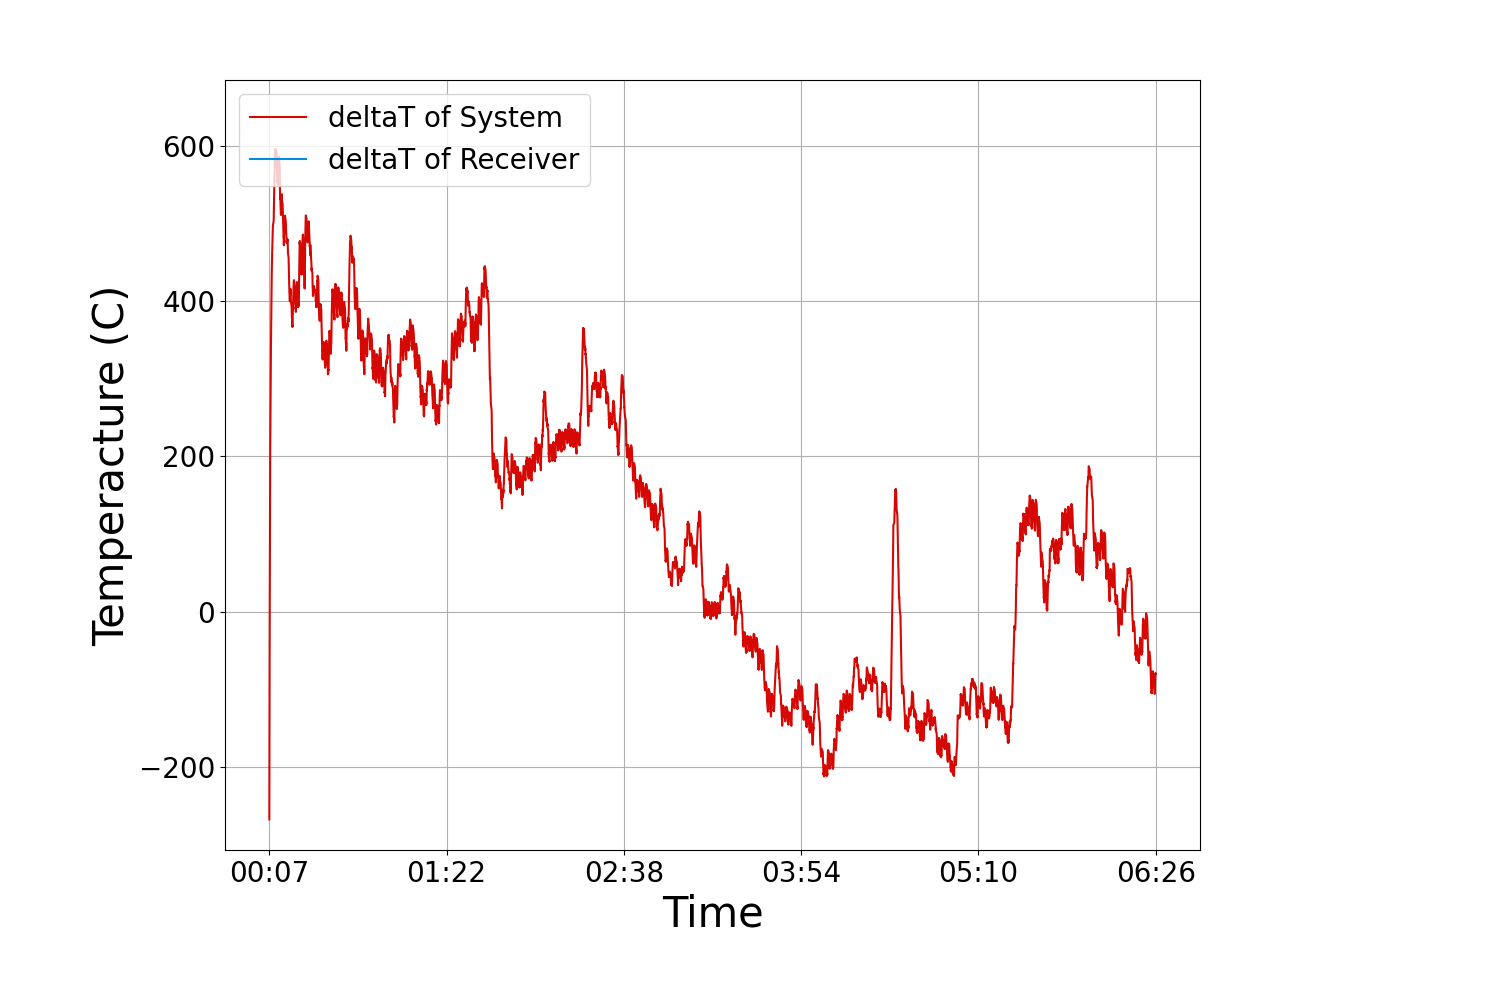 deltaT of System
deltaT of Receiver
600
400
200
0
−200
Temperacture (C)
00:07 01:22 02:38 03:54 05:10 06:26
Time